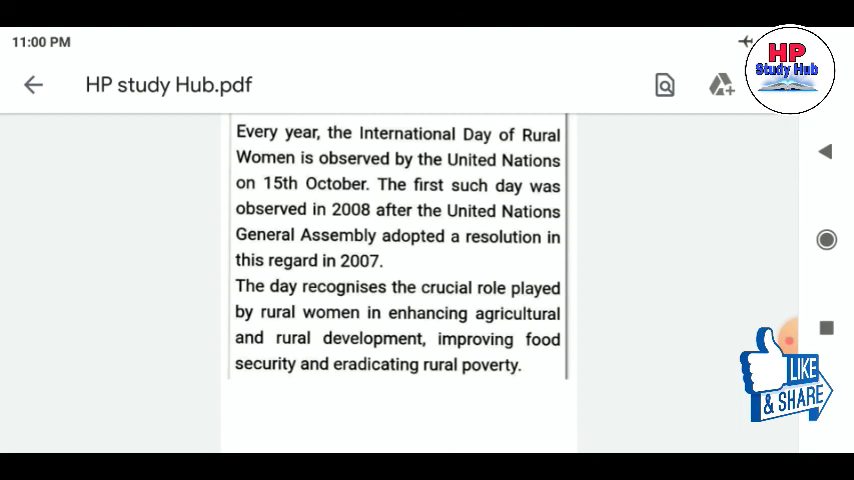 11:00 PM
HP
Study Hub
HP study Hub.pdf
Every year, the International Day of Rural
Women is observed by the United Nations
on 15th October. The first such day was
observed in 2008 after the United Nations
General Assembly adopted a resolution in
this regard in 2007.
The day recognises the crucial role played
by rural women in enhancing agricultural
and rural development, improving food
security and eradicating rural poverty.
LIKE
& SHARE